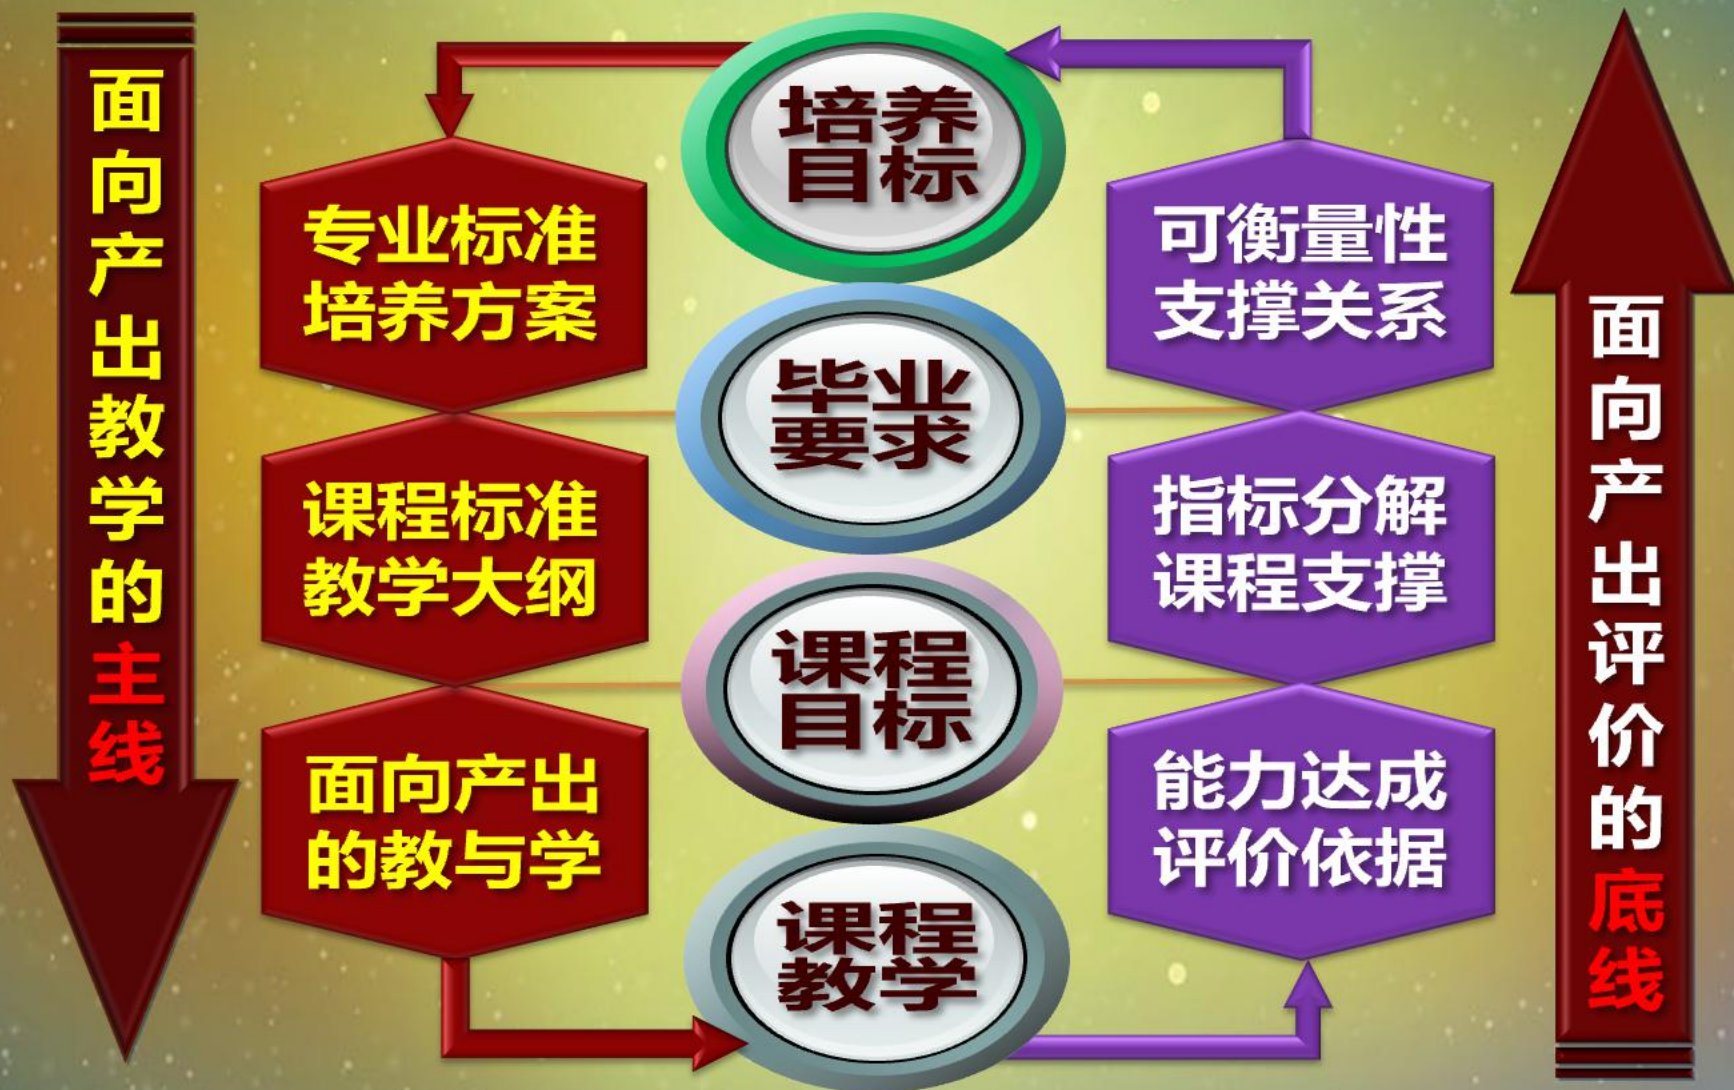 面向产出教学的主线
培养
目标
专业标准
培养方案
可衡量性
支撑关系
毕业
要求
课程标准
教学大纲
指标分解
课程支撑
课程
目标
面向产出
的教与学
能力达成
评价依据
课程
教学
面向产出评价的底线